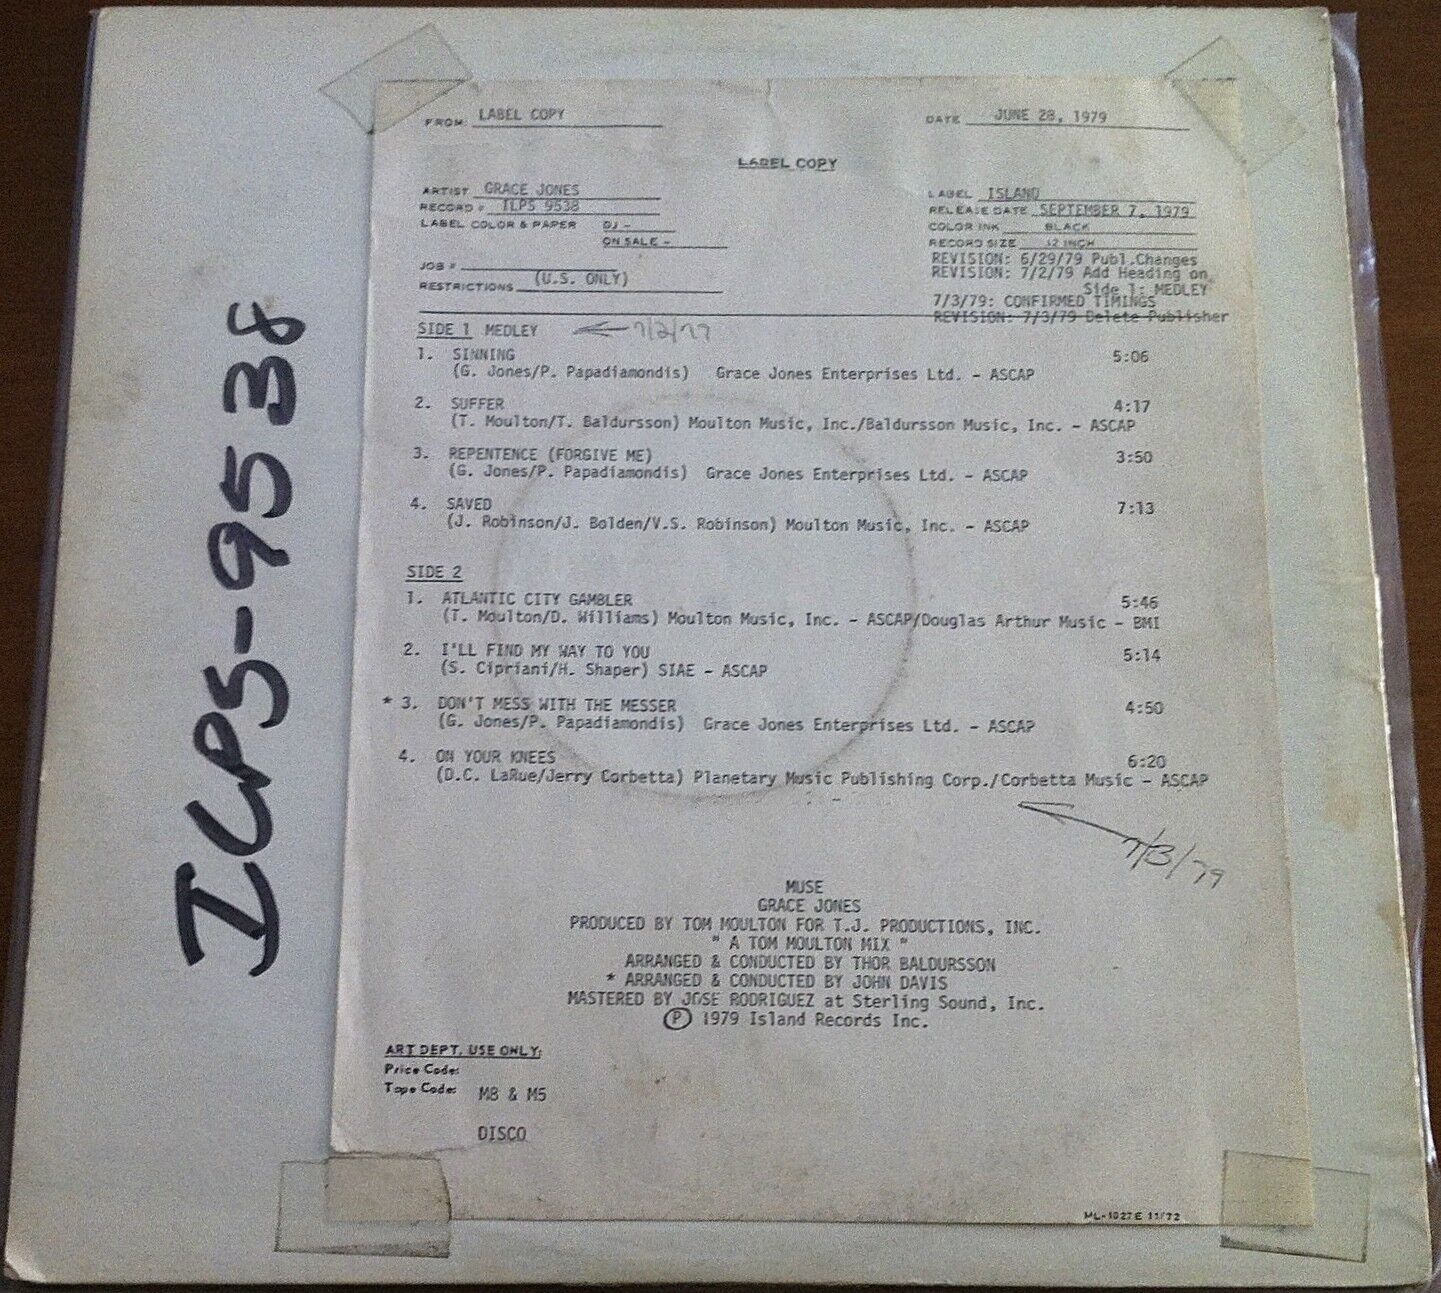 ILPS-9538
FROM: LABEL COPY
DATE JUNE 28, 1979
LABEL COPY
ARTIST GRACE JONES
RECORD # ILPS 9538
LABEL COLOR & PAPER DJ -
ON SALE -
JOB #
RESTRICTIONS (U.S. ONLY)
LABEL ISLAND
RELEASE DATE SEPTEMBER 7, 1979
COLOR INK BLACK
RECORD SIZE 12 INCH
REVISION: 6/29/79 Publ.Changes
REVISION: 7/2/79 Add Heading on
Side 1: MEDLEY
7/3/79: CONFIRMED TIMINGS
REVISION: 7/3/79 Delete Publisher
SIDE 1 MEDLEY 7/2/79
1. SINNING 5:06
(G. Jones/P. Papadiamondis) Grace Jones Enterprises Ltd. - ASCAP
2. SUFFER 4:17
(T. Moulton/T. Baldursson) Moulton Music, Inc./Baldursson Music, Inc. - ASCAP
3. REPENTENCE (FORGIVE ME) 3:50
(G. Jones/P. Papadiamondis) Grace Jones Enterprises Ltd. - ASCAP
4. SAVED 7:13
(J. Robinson/J. Bolden/V.S. Robinson) Moulton Music, Inc. - ASCAP
SIDE 2
1. ATLANTIC CITY GAMBLER 5:46
(T. Moulton/D. Williams) Moulton Music, Inc. - ASCAP/Douglas Arthur Music - BMI
2. I'LL FIND MY WAY TO YOU 5:14
(S. Cipriani/H. Shaper) SIAE - ASCAP
* 3. DON'T MESS WITH THE MESSER 4:50
(G. Jones/P. Papadiamondis) Grace Jones Enterprises Ltd. - ASCAP
4. ON YOUR KNEES 6:20
(D.C. LaRue/Jerry Corbetta) Planetary Music Publishing Corp./Corbetta Music - ASCAP
7/3/79
MUSE
GRACE JONES
PRODUCED BY TOM MOULTON FOR T.J. PRODUCTIONS, INC.
" A TOM MOULTON MIX "
ARRANGED & CONDUCTED BY THOR BALDURSSON
* ARRANGED & CONDUCTED BY JOHN DAVIS
MASTERED BY JOSE RODRIGUEZ at Sterling Sound, Inc.
Ⓟ 1979 Island Records Inc.
ART DEPT. USE ONLY:
Price Code:
Tape Code: M8 & M5
DISCO
ML-1027E 11/72